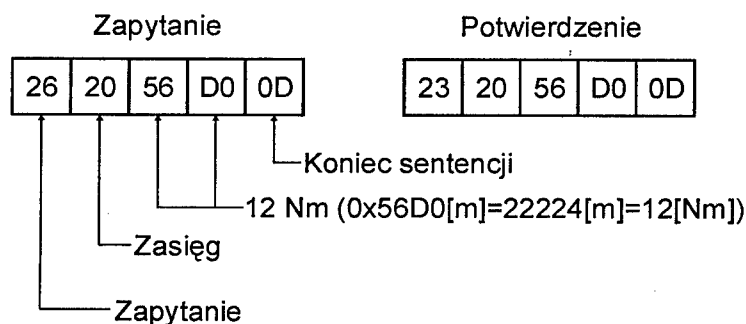 Zapytanie Potwierdzenie
26 20 56 D0 0D 23 20 56 D0 0D
Koniec sentencji
12 Nm (0x56D0[m]=22224[m]=12[Nm])
Zasięg
Zapytanie